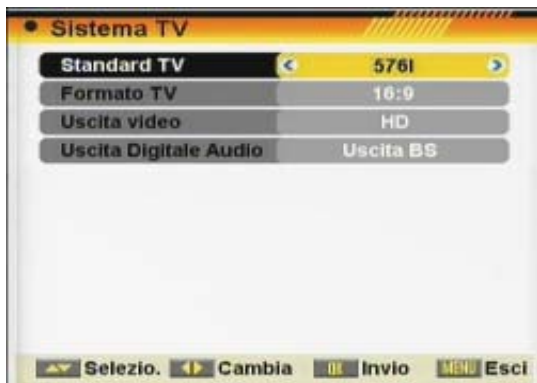 Sistema TV
Standard TV 576I
Formato TV 16:9
Uscita video HD
Uscita Digitale Audio Uscita BS
Selezio. Cambia OK Invio MENU Esci